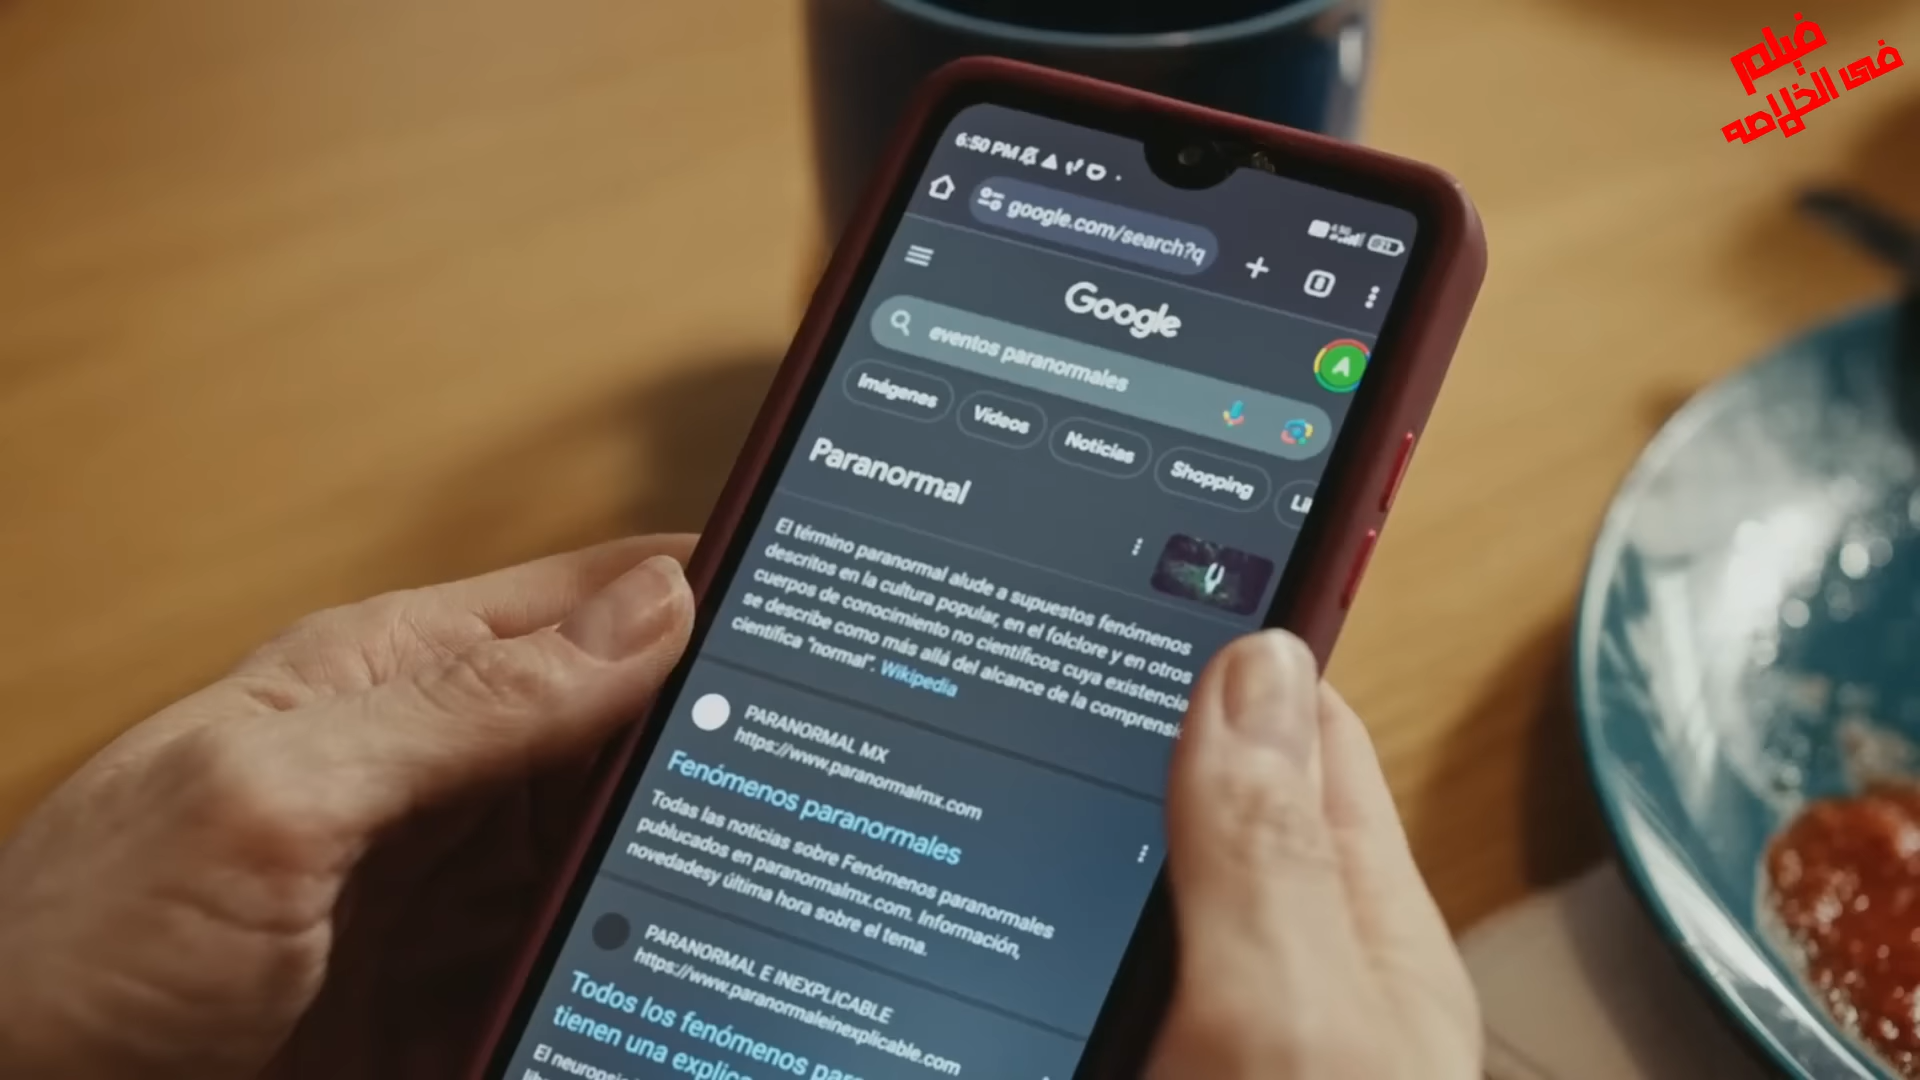 فيلم
في الخلاصه
6:50 PM
google.com/search?q
Google
eventos paranormales
A
Imágenes
Videos
Noticias
Shopping
Paranormal
El término paranormal alude a supuestos fenómenos
descritos en la cultura popular, en el folclore y en otros
cuerpos de conocimiento no científicos cuya existencia
se describe como más allá del alcance de la
científica "normal". Wikipedia
PARANORMAL MX
https://www.paranormalmx.com
Fenómenos paranormales
Todas las noticias sobre Fenómenos paranormales
publucados en paranormalmx.com. Información,
novedadesy última hora sobre el tema.
PARANORMAL E INEXPLICABLE
https://www.paranormaleinexplicable.com
Todos los fenómenos
tienen una
El